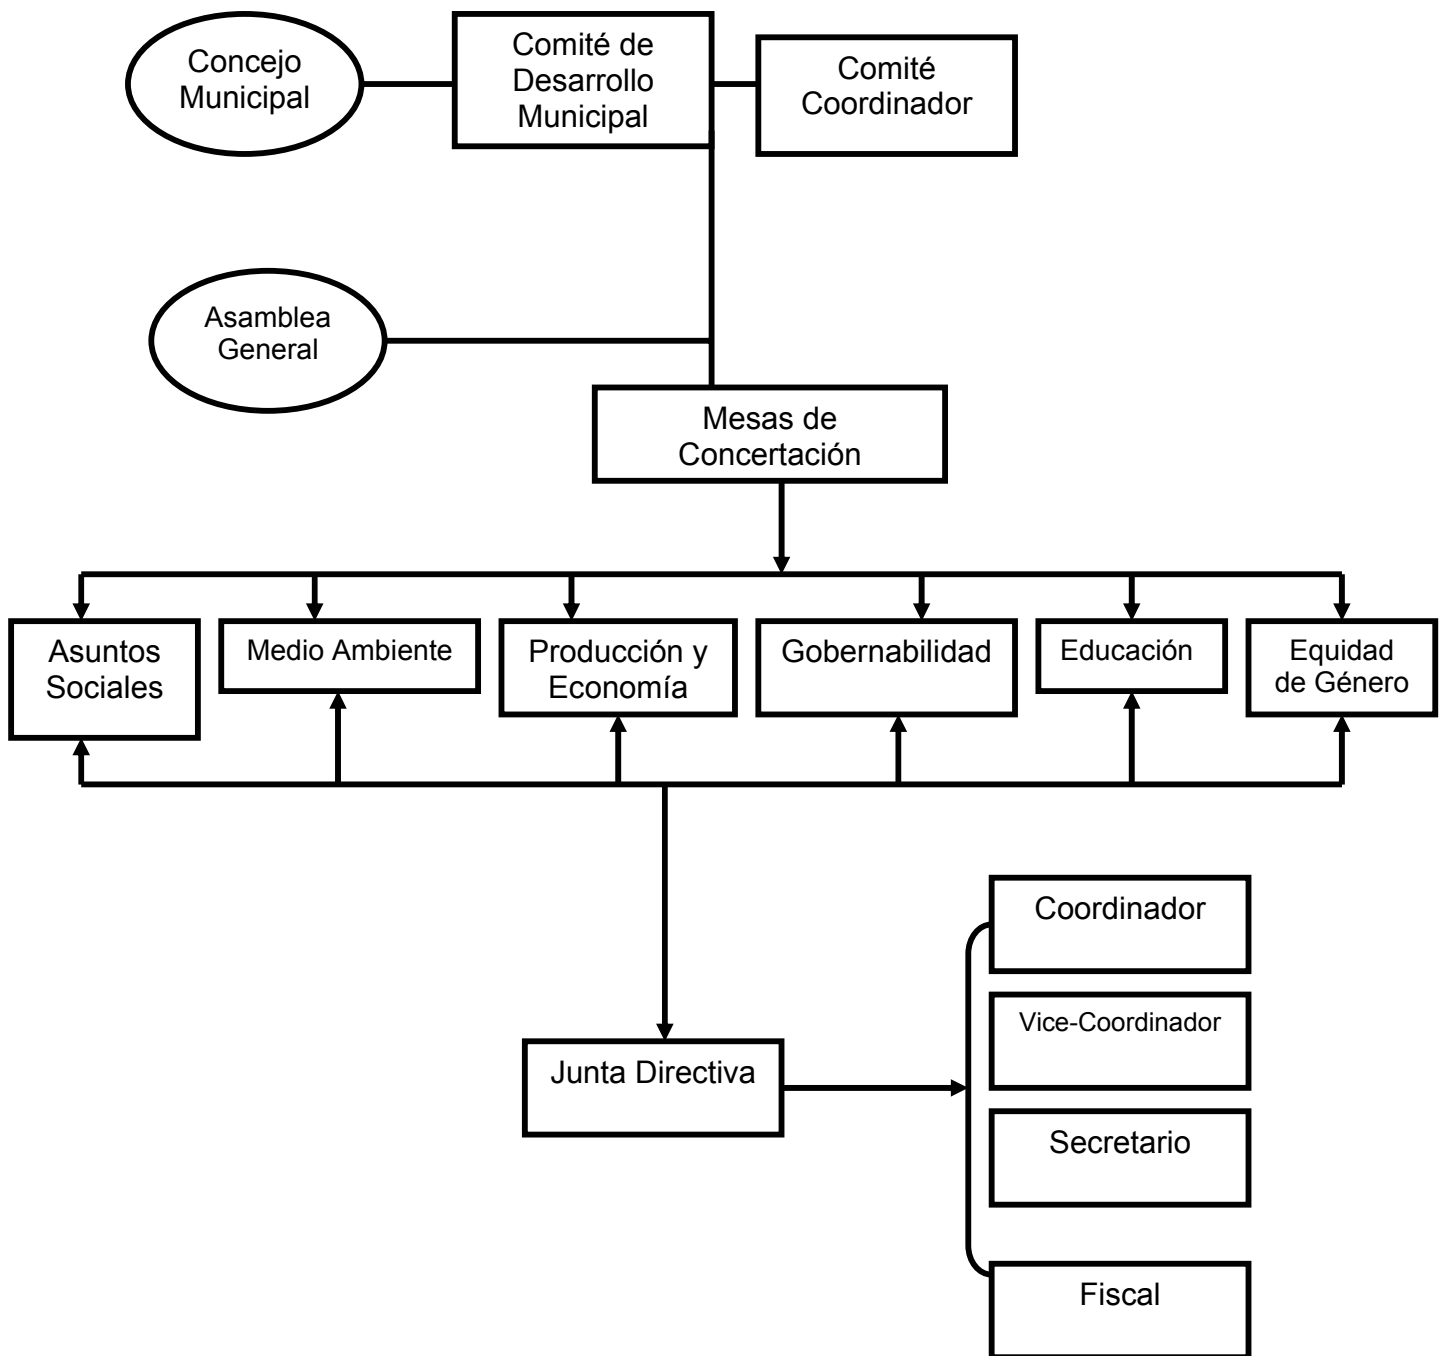 Concejo
Municipal
Comité de
Desarrollo
Municipal
Comité
Coordinador
Asamblea
General
Mesas de
Concertación
Asuntos
Sociales
Medio Ambiente
Producción y
Economía
Gobernabilidad
Educación
Equidad
de Género
Coordinador
Vice-Coordinador
Junta Directiva
Secretario
Fiscal